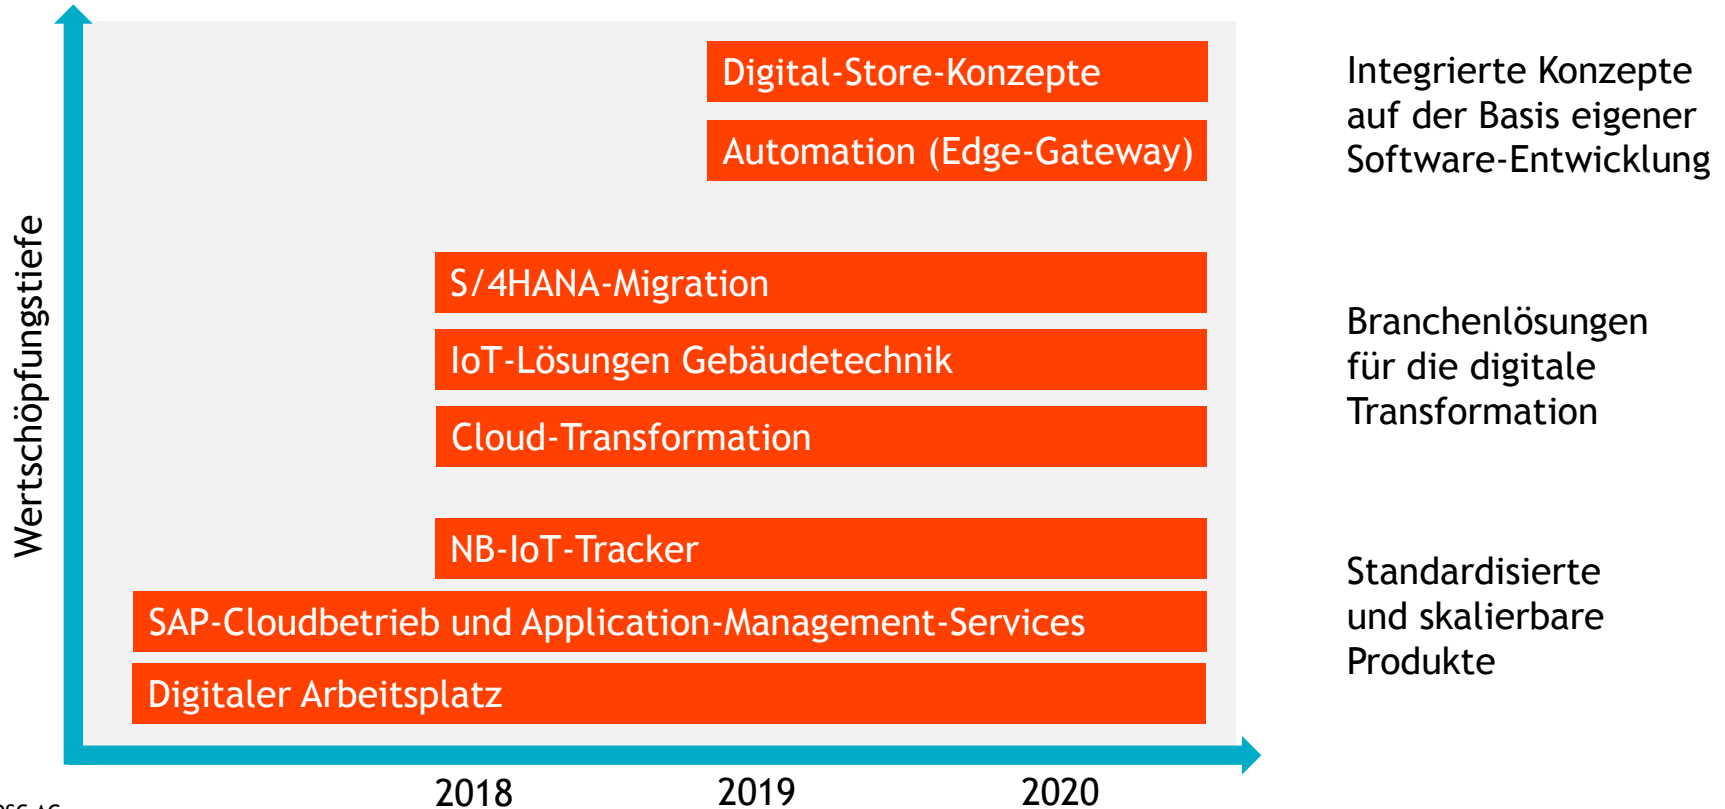 Digital-Store-Konzepte
Automation (Edge-Gateway)
Integrierte Konzepte
auf der Basis eigener
Software-Entwicklung
Wertschöpfungstiefe
S/4HANA-Migration
IoT-Lösungen Gebäudetechnik
Cloud-Transformation
Branchenlösungen
für die digitale
Transformation
NB-IoT-Tracker
SAP-Cloudbetrieb und Application-Management-Services
Digitaler Arbeitsplatz
Standardisierte
und skalierbare
Produkte
2018
2019
2020